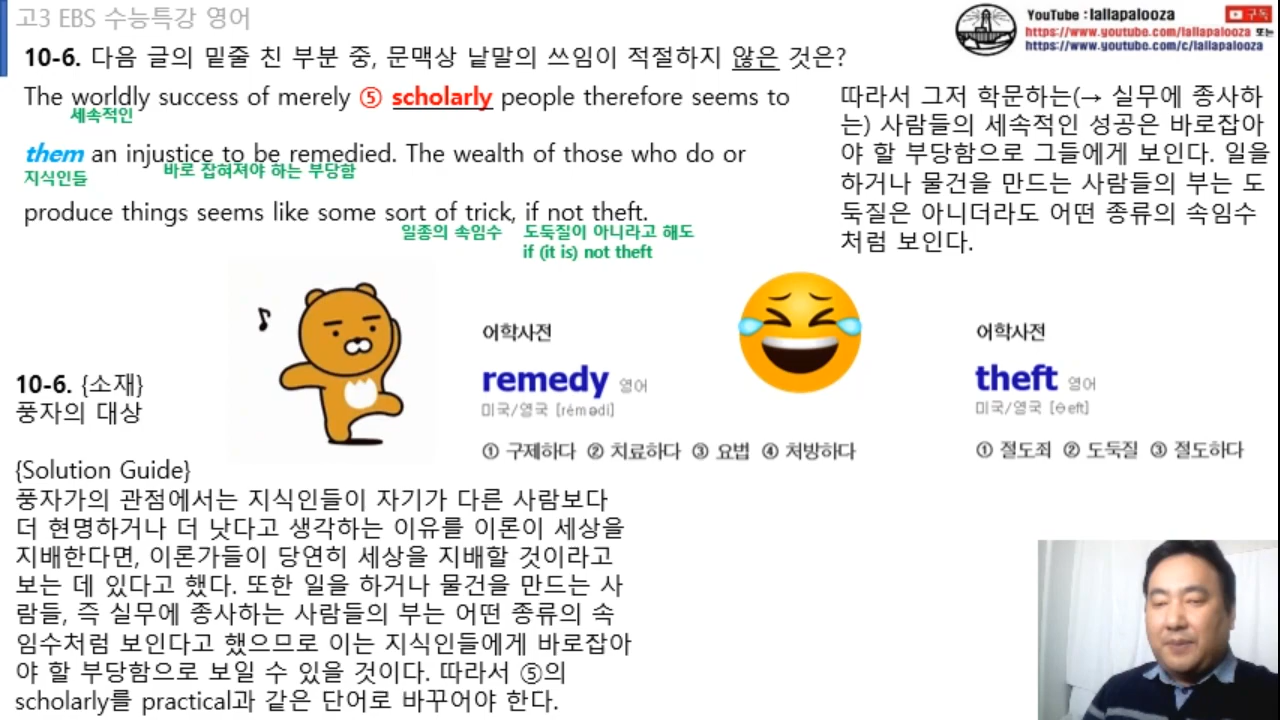 고3 EBS 수능특강 영어
YouTube : lallapalooza
구독
https://www.youtube.com/lallapalooza 또는
https://www.youtube.com/c/lallapalooza
10-6. 다음 글의 밑줄 친 부분 중, 문맥상 낱말의 쓰임이 적절하지 않은 것은?
The worldly success of merely ⑤ scholarly people therefore seems to
세속적인
them an injustice to be remedied. The wealth of those who do or
지식인들 바로 잡혀져야 하는 부당함
produce things seems like some sort of trick, if not theft.
일종의 속임수 도둑질이 아니라고 해도
if (it is) not theft
따라서 그저 학문하는(→ 실무에 종사하
는) 사람들의 세속적인 성공은 바로잡아
야 할 부당함으로 그들에게 보인다. 일을
하거나 물건을 만드는 사람들의 부는 도
둑질은 아니더라도 어떤 종류의 속임수
처럼 보인다.
어학사전
remedy 영어
미국/영국 [rémədi]
① 구제하다 ② 치료하다 ③ 요법 ④ 처방하다
어학사전
theft 영어
미국/영국 [θeft]
① 절도죄 ② 도둑질 ③ 절도하다
10-6. {소재}
풍자의 대상
{Solution Guide}
풍자가의 관점에서는 지식인들이 자기가 다른 사람보다
더 현명하거나 더 낫다고 생각하는 이유를 이론이 세상을
지배한다면, 이론가들이 당연히 세상을 지배할 것이라고
보는 데 있다고 했다. 또한 일을 하거나 물건을 만드는 사
람들, 즉 실무에 종사하는 사람들의 부는 어떤 종류의 속
임수처럼 보인다고 했으므로 이는 지식인들에게 바로잡아
야 할 부당함으로 보일 수 있을 것이다. 따라서 ⑤의
scholarly를 practical과 같은 단어로 바꾸어야 한다.